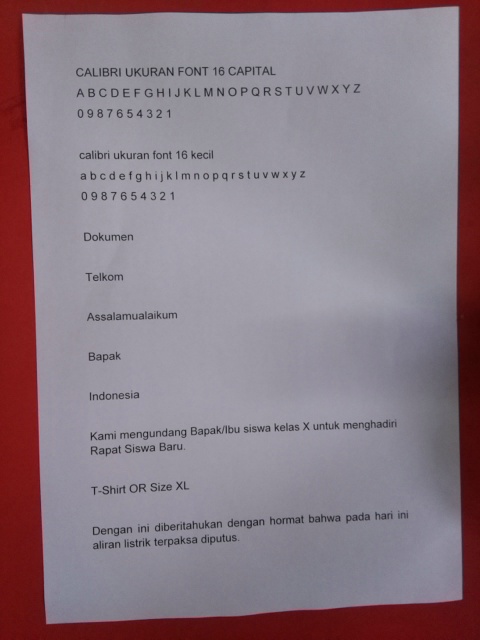 CALIBRI UKURAN FONT 16 CAPITAL
A B C D E F G H I J K L M N O P Q R S T U V W X Y Z
0 9 8 7 6 5 4 3 2 1
calibri ukuran font 16 kecil
a b c d e f g h i j k l m n o p q r s t u v w x y z
0 9 8 7 6 5 4 3 2 1
Dokumen
Telkom
Assalamualaikum
Bapak
Indonesia
Kami mengundang Bapak/Ibu siswa kelas X untuk menghadiri
Rapat Siswa Baru.
T-Shirt OR Size XL
Dengan ini diberitahukan dengan hormat bahwa pada hari ini
aliran listrik terpaksa diputus.